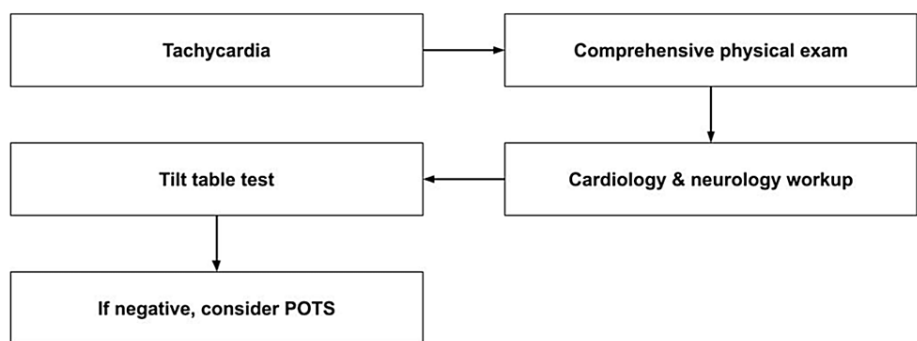 Tachycardia
Comprehensive physical exam
Cardiology & neurology workup
Tilt table test
If negative, consider POTS